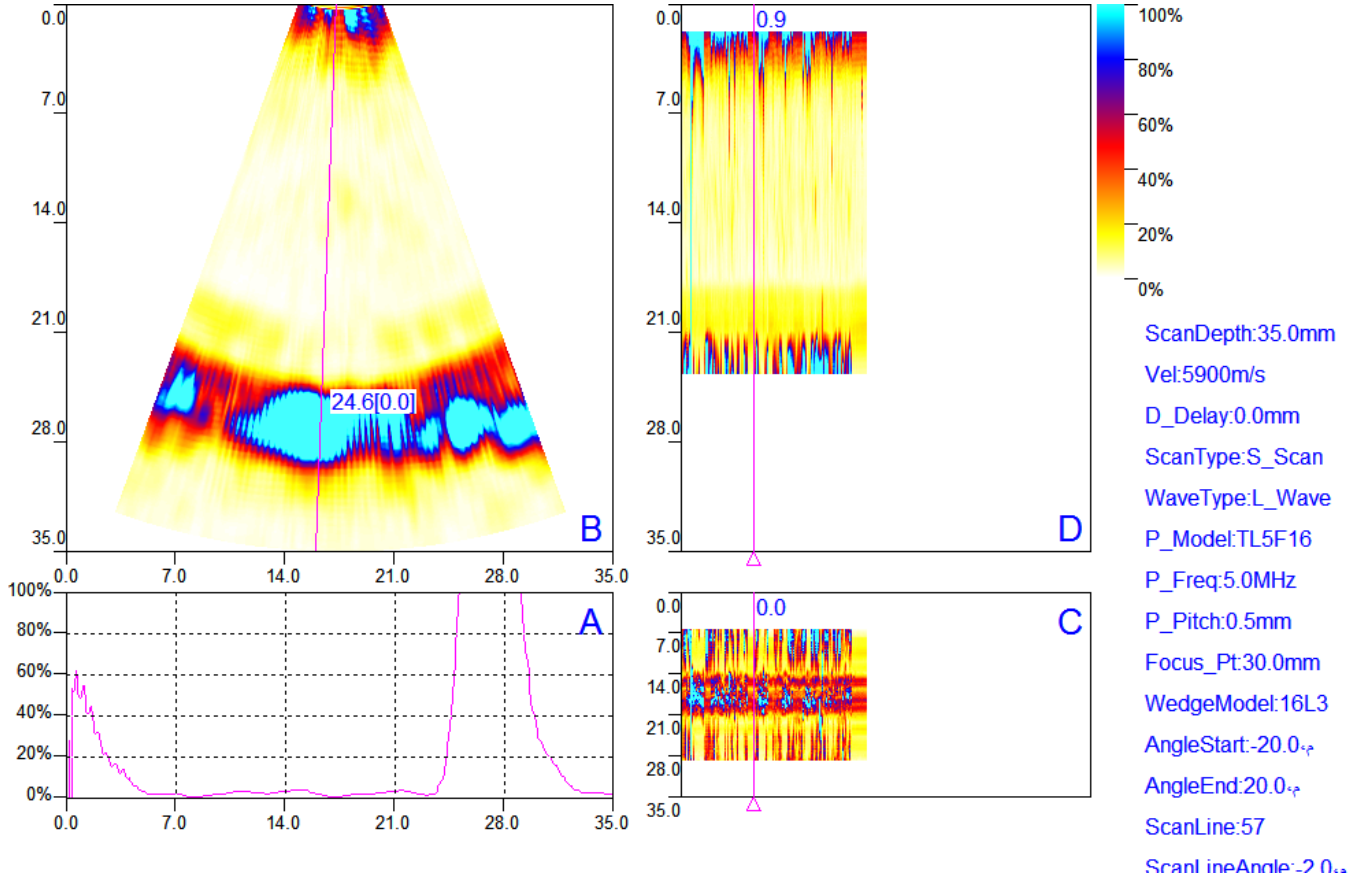 0.0
7.0
14.0
21.0
28.0
35.0
24.6[0.0]
B
0.0 7.0 14.0 21.0 28.0 35.0
100%
80%
60%
40%
20%
0%
A
0.0 7.0 14.0 21.0 28.0 35.0
0.0
7.0
14.0
21.0
28.0
35.0
0.9
D
0.0
7.0
14.0
21.0
28.0
35.0
0.0
C
100%
80%
60%
40%
20%
0%
ScanDepth:35.0mm
Vel:5900m/s
D_Delay:0.0mm
ScanType:S_Scan
WaveType:L_Wave
P_Model:TL5F16
P_Freq:5.0MHz
P_Pitch:0.5mm
Focus_Pt:30.0mm
WedgeModel:16L3
AngleStart:-20.0
AngleEnd:20.0
ScanLine:57
ScanLineAngle:-2.0